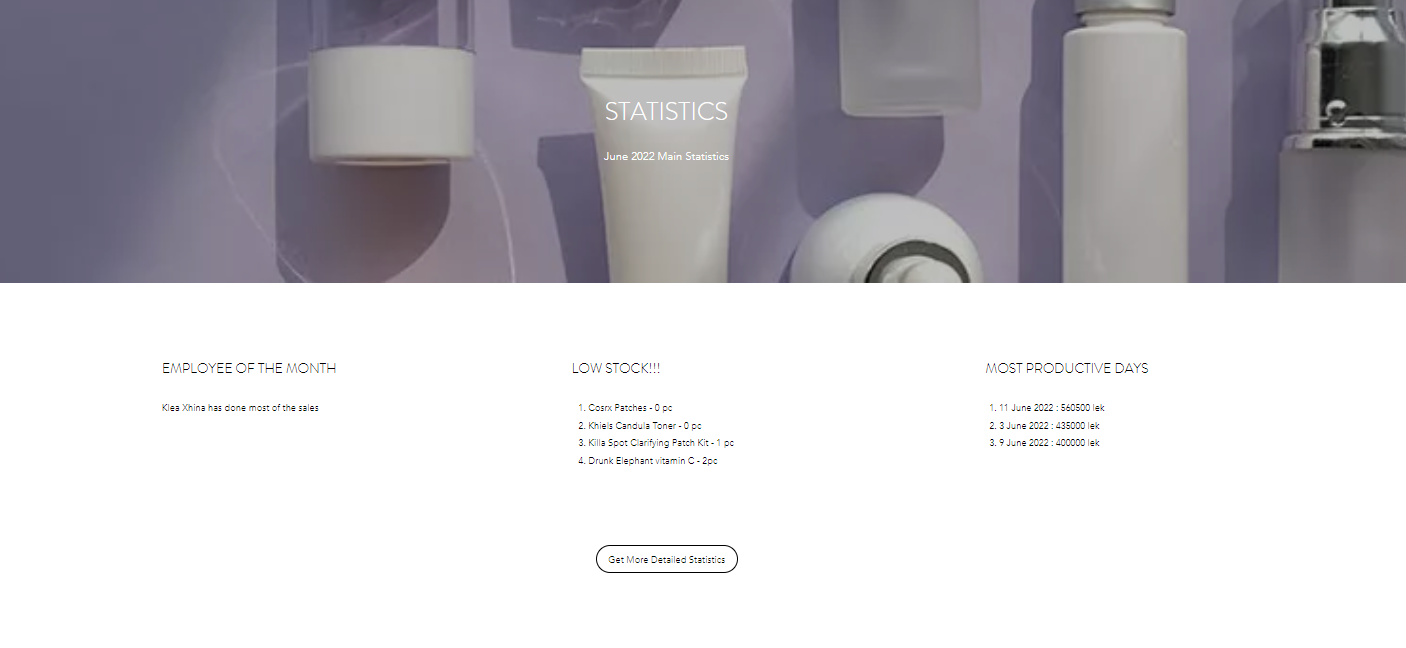 STATISTICS
June 2022 Main Statistics
EMPLOYEE OF THE MONTH
Klea Xhina has done most of the sales
LOW STOCK!!!
1. Cosrx Patches - 0 pc
2. Khiels Candula Toner - 0 pc
3. Killa Spot Clarifying Patch Kit - 1 pc
4. Drunk Elephant vitamin C - 2pc
MOST PRODUCTIVE DAYS
1. 11 June 2022 : 560500 lek
2. 3 June 2022 : 435000 lek
3. 9 June 2022 : 400000 lek
Get More Detailed Statistics